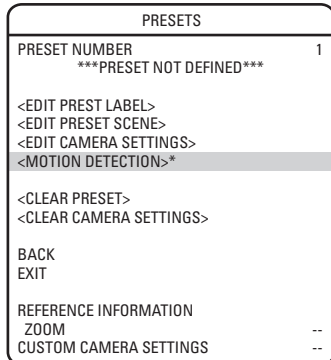 PRESETS
PRESET NUMBER 1
***PRESET NOT DEFINED***
<EDIT PREST LABEL>
<EDIT PRESET SCENE>
<EDIT CAMERA SETTINGS>
<MOTION DETECTION>*
<CLEAR PRESET>
<CLEAR CAMERA SETTINGS>
BACK
EXIT
REFERENCE INFORMATION
ZOOM --
CUSTOM CAMERA SETTINGS --